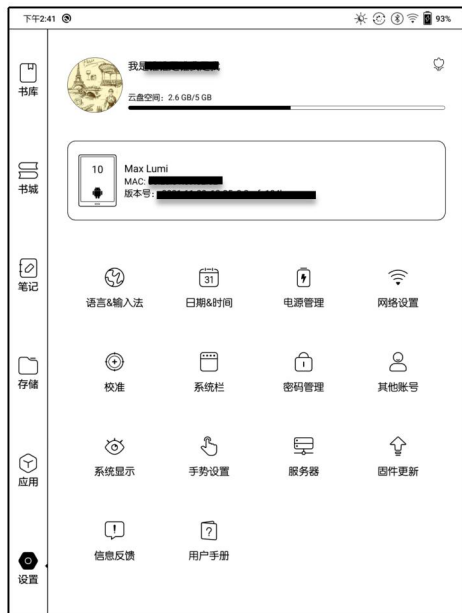 下午2:41
93%
书库
书城
笔记
存储
应用
设置
我是
云盘空间：2.6 GB/5 GB
10
Max Lumi
MAC:
版本号：
语言&输入法
31
日期&时间
电源管理
网络设置
校准
系统栏
密码管理
其他账号
系统显示
手势设置
服务器
固件更新
信息反馈
用户手册